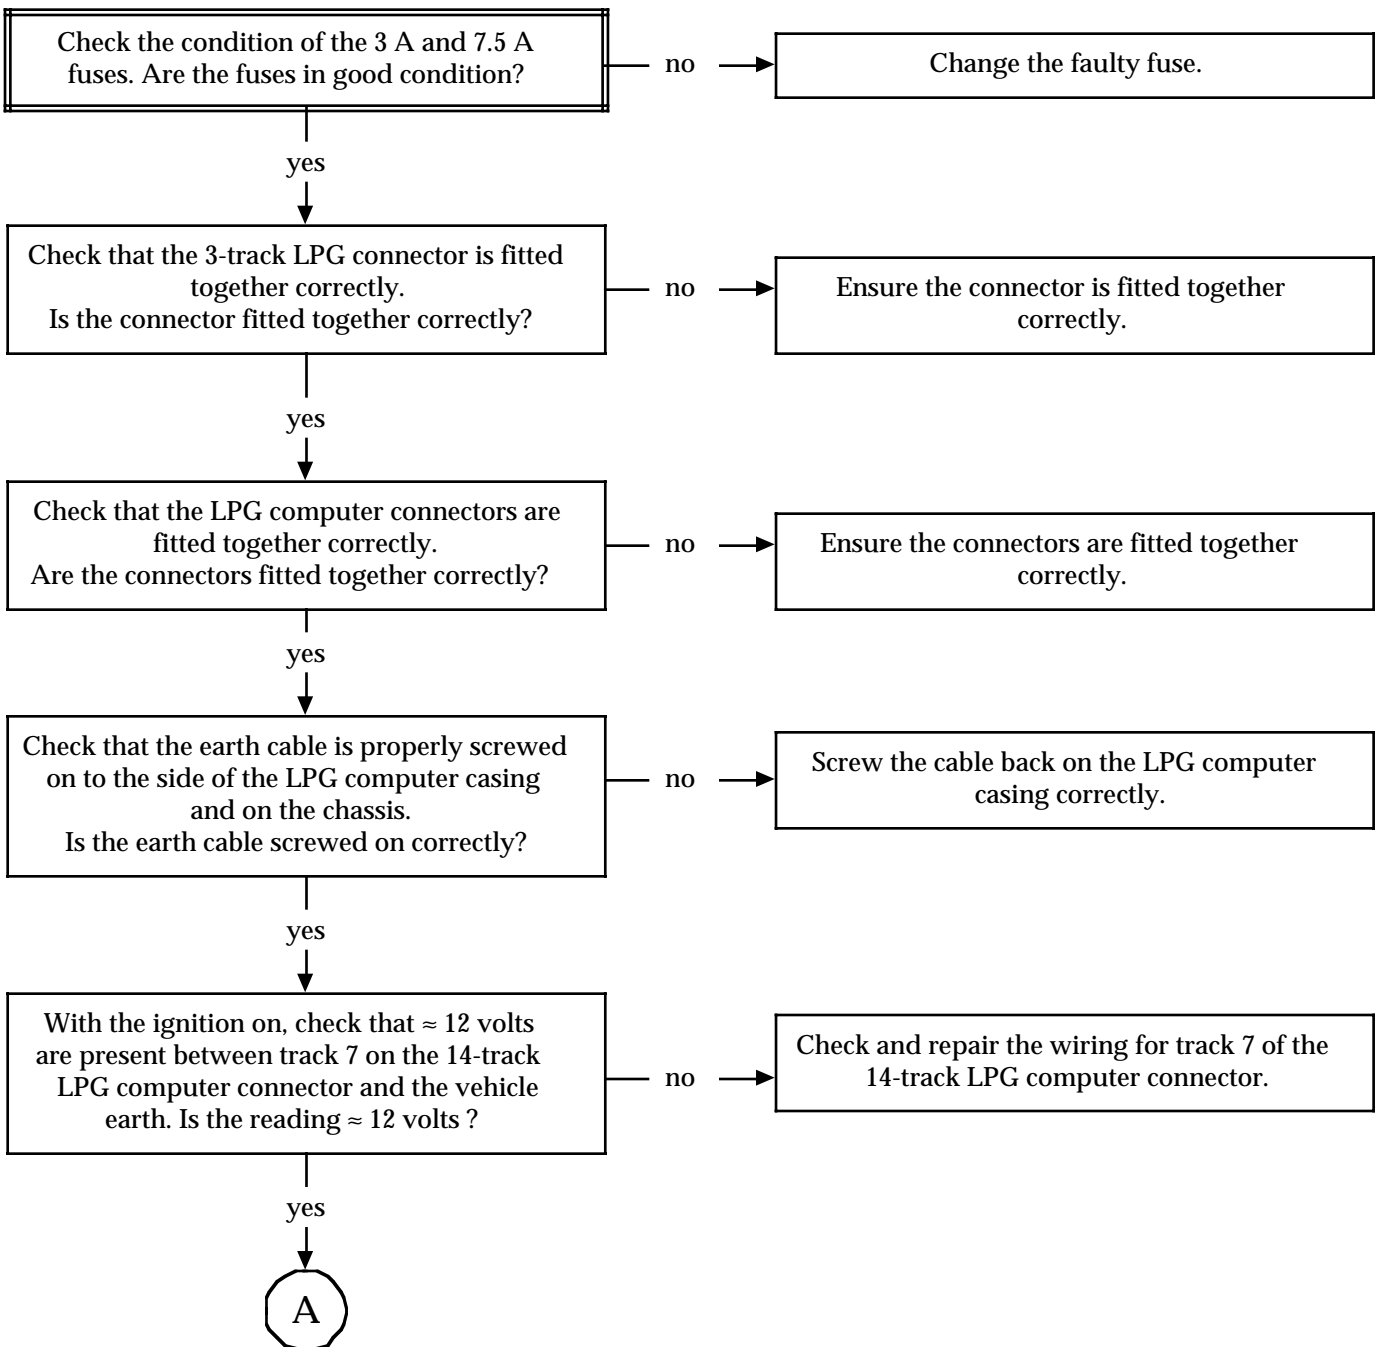 Check the condition of the 3 A and 7.5 A
fuses. Are the fuses in good condition?
no
Change the faulty fuse.
yes
Check that the 3-track LPG connector is fitted
together correctly.
Is the connector fitted together correctly?
no
Ensure the connector is fitted together
correctly.
yes
Check that the LPG computer connectors are
fitted together correctly.
Are the connectors fitted together correctly?
no
Ensure the connectors are fitted together
correctly.
yes
Check that the earth cable is properly screwed
on to the side of the LPG computer casing
and on the chassis.
Is the earth cable screwed on correctly?
no
Screw the cable back on the LPG computer
casing correctly.
yes
With the ignition on, check that ≈ 12 volts
are present between track 7 on the 14-track
LPG computer connector and the vehicle
earth. Is the reading ≈ 12 volts ?
no
Check and repair the wiring for track 7 of the
14-track LPG computer connector.
yes
A